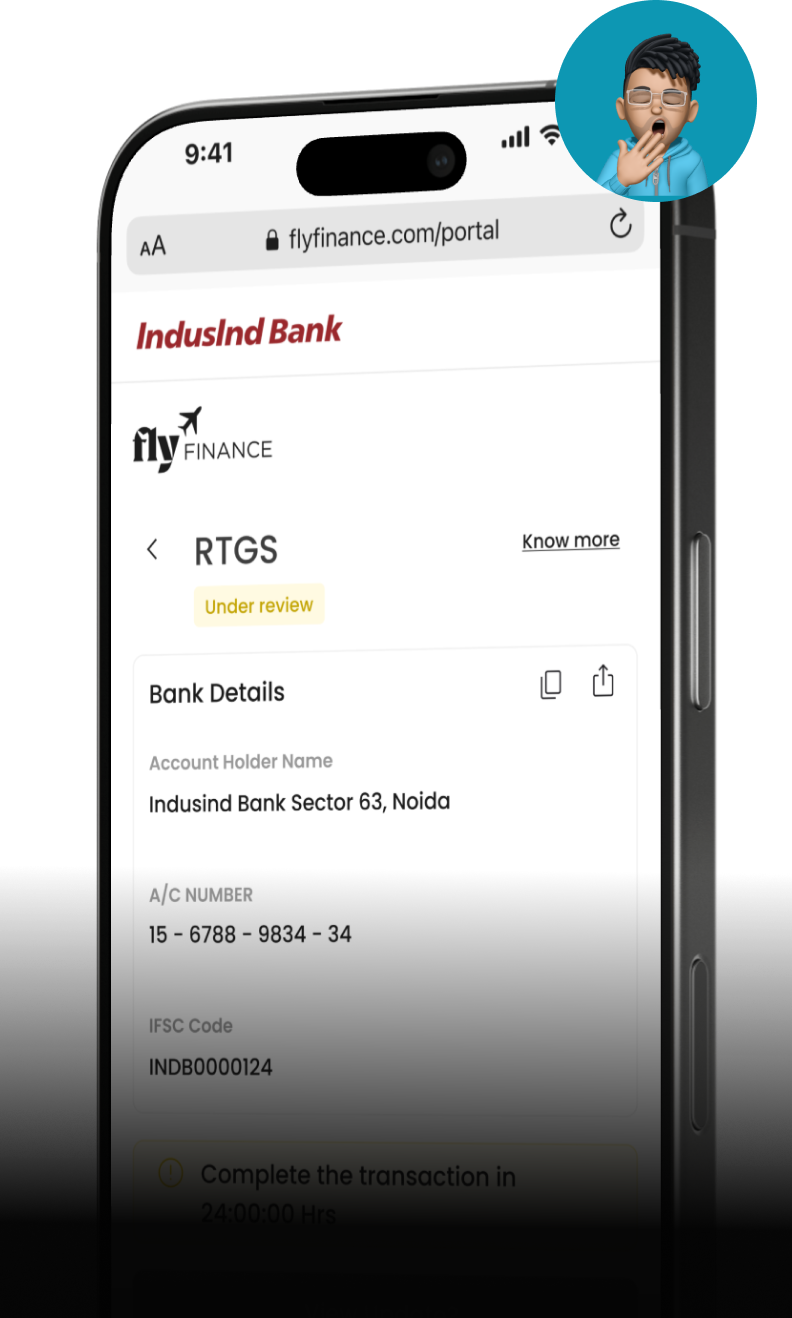 9:41
AA
flyfinance.com/portal
IndusInd Bank
fly FINANCE
RTGS
Know more
Under review
Bank Details
Account Holder Name
Indusind Bank Sector 63, Noida
A/C NUMBER
15 - 6788 - 9834 - 34
IFSC Code
INDB0000124
Complete the transaction in
24:00:00 Hrs